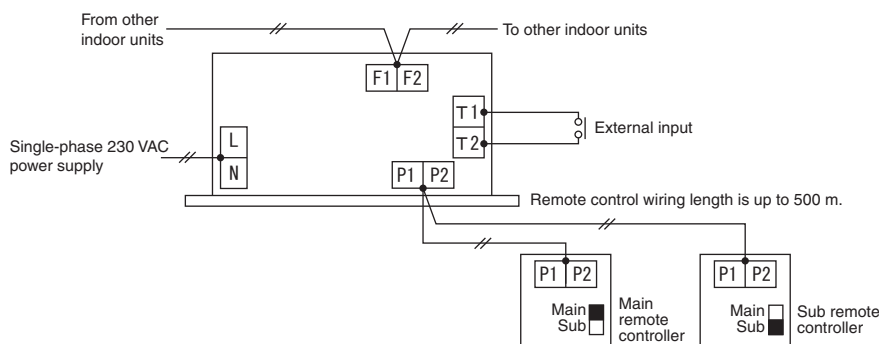 From other
indoor units
To other indoor units
F1 F2
T1
T2
External input
Single-phase 230 VAC
power supply
L
N
P1 P2
Remote control wiring length is up to 500 m.
P1 P2
Main
Sub
Main
remote
controller
P1 P2
Main
Sub
Sub remote
controller